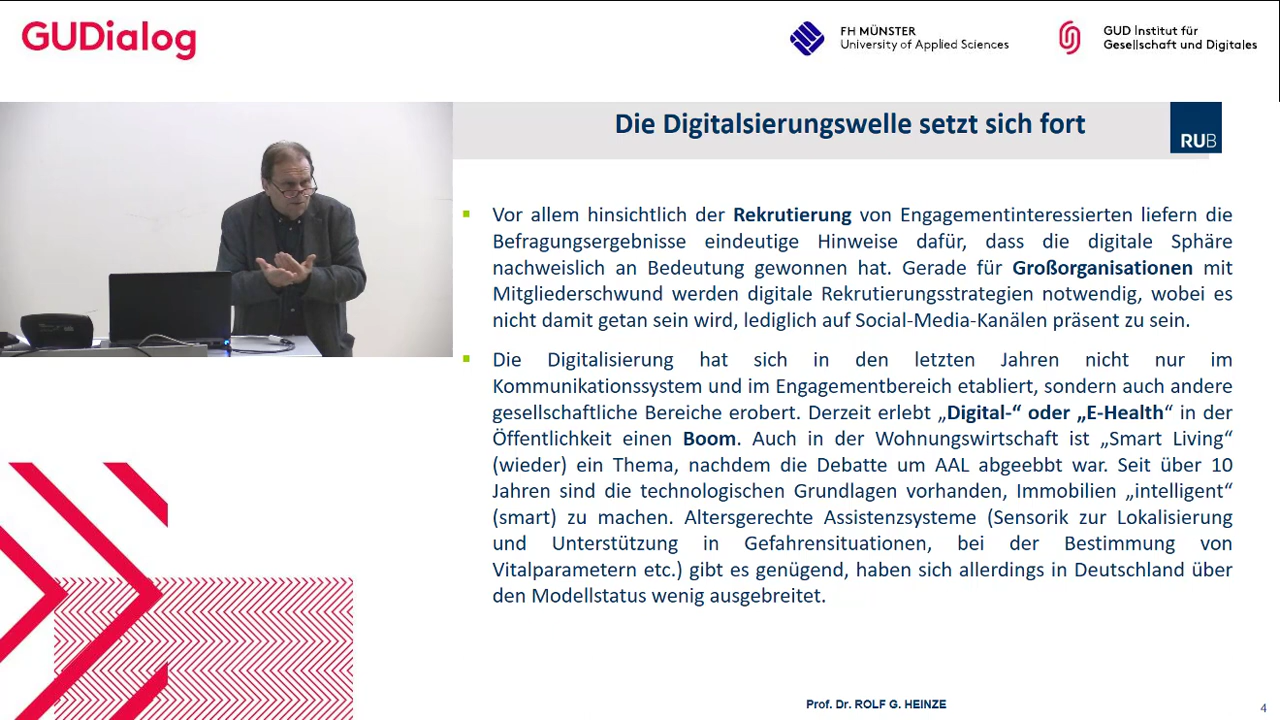 GUDialog
FH MÜNSTER
University of Applied Sciences
GUD Institut für
Gesellschaft und Digitales
Die Digitalsierungswelle setzt sich fort
RUB
Vor allem hinsichtlich der Rekrutierung von Engagementinteressierten liefern die
Befragungsergebnisse eindeutige Hinweise dafür, dass die digitale Sphäre
nachweislich an Bedeutung gewonnen hat. Gerade für Großorganisationen mit
Mitgliederschwund werden digitale Rekrutierungsstrategien notwendig, wobei es
nicht damit getan sein wird, lediglich auf Social-Media-Kanälen präsent zu sein.
Die Digitalisierung hat sich in den letzten Jahren nicht nur im
Kommunikationssystem und im Engagementbereich etabliert, sondern auch andere
gesellschaftliche Bereiche erobert. Derzeit erlebt „Digital-“ oder „E-Health“ in der
Öffentlichkeit einen Boom. Auch in der Wohnungswirtschaft ist „Smart Living“
(wieder) ein Thema, nachdem die Debatte um AAL abgeebbt war. Seit über 10
Jahren sind die technologischen Grundlagen vorhanden, Immobilien „intelligent“
(smart) zu machen. Altersgerechte Assistenzsysteme (Sensorik zur Lokalisierung
und Unterstützung in Gefahrensituationen, bei der Bestimmung von
Vitalparametern etc.) gibt es genügend, haben sich allerdings in Deutschland über
den Modellstatus wenig ausgebreitet.
Prof. Dr. ROLF G. HEINZE
4